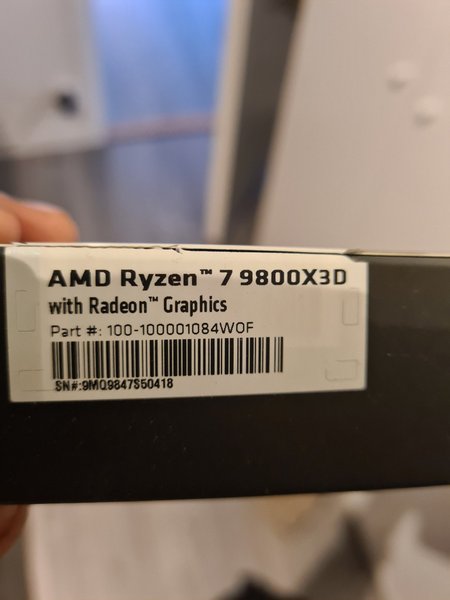 AMD Ryzen™ 7 9800X3D
with Radeon™ Graphics
Part #: 100-100001084WOF
SN#:9MQ9847S50418